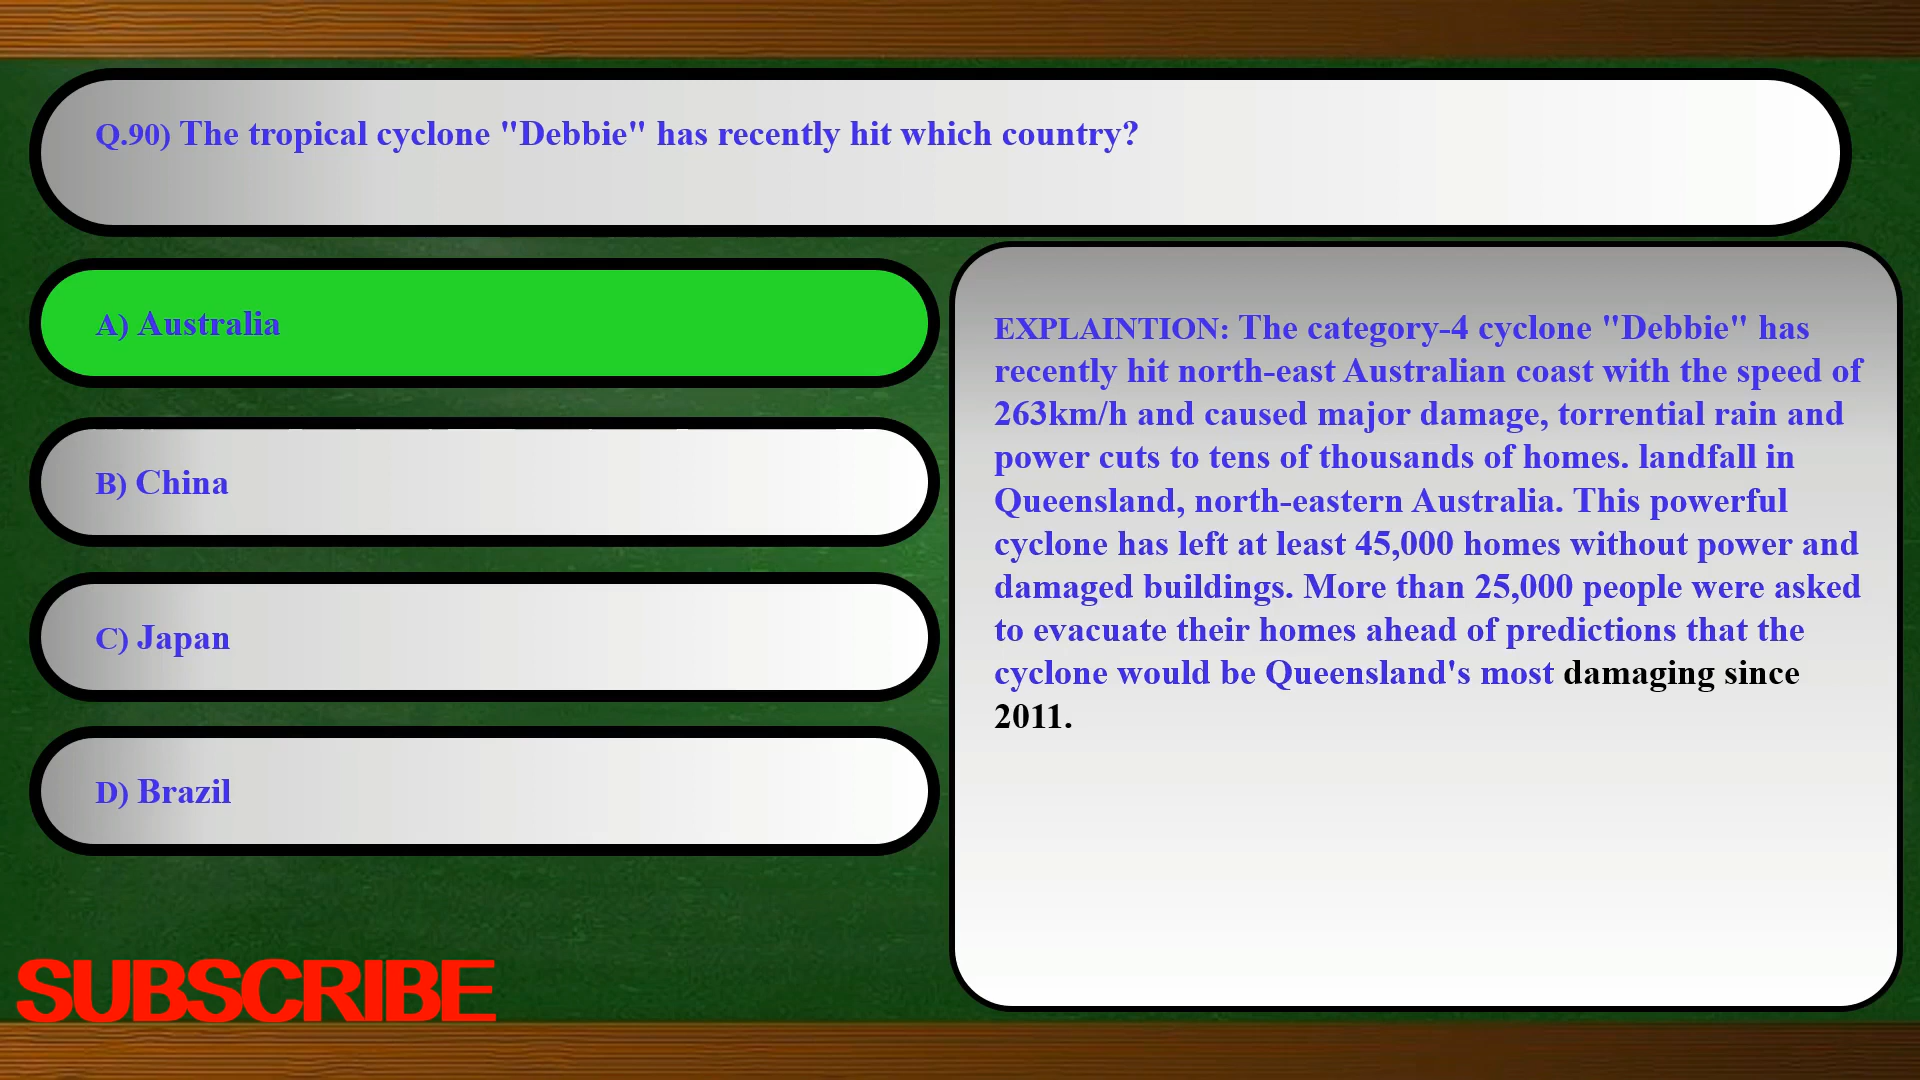 Q.90) The tropical cyclone "Debbie" has recently hit which country?
A) Australia
B) China
C) Japan
D) Brazil
EXPLAINTION: The category-4 cyclone "Debbie" has
recently hit north-east Australian coast with the speed of
263km/h and caused major damage, torrential rain and
power cuts to tens of thousands of homes. landfall in
Queensland, north-eastern Australia. This powerful
cyclone has left at least 45,000 homes without power and
damaged buildings. More than 25,000 people were asked
to evacuate their homes ahead of predictions that the
cyclone would be Queensland's most damaging since
2011.
SUBSCRIBE